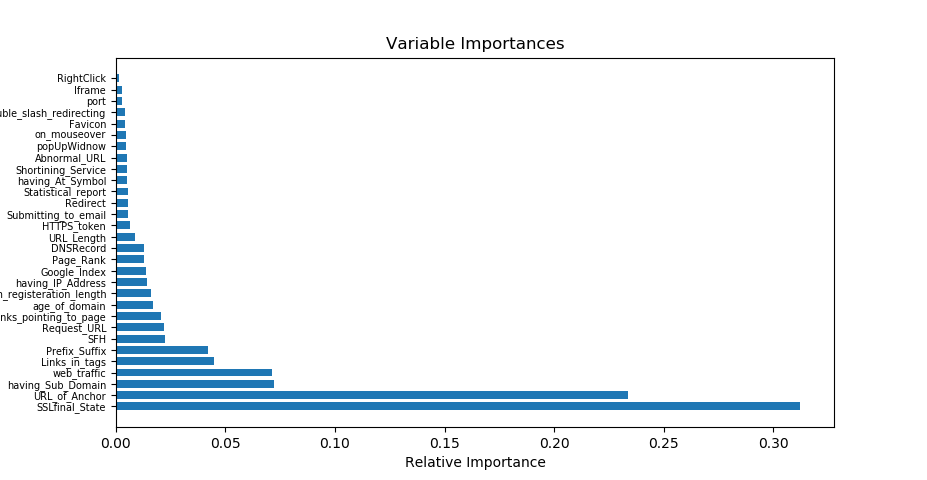 Variable Importances
RightClick
Iframe
port
uble_slash_redirecting
Favicon
on_mouseover
popUpWidnow
Abnormal_URL
Shortining_Service
having_At_Symbol
Statistical_report
Redirect
Submitting_to_email
HTTPS_token
URL_Length
DNSRecord
Page_Rank
Google_Index
having_IP_Address
n_registeration_length
age_of_domain
nks_pointing_to_page
Request_URL
SFH
Prefix_Suffix
Links_in_tags
web_traffic
having_Sub_Domain
URL_of_Anchor
SSLfinal_State
0.00 0.05 0.10 0.15 0.20 0.25 0.30
Relative Importance